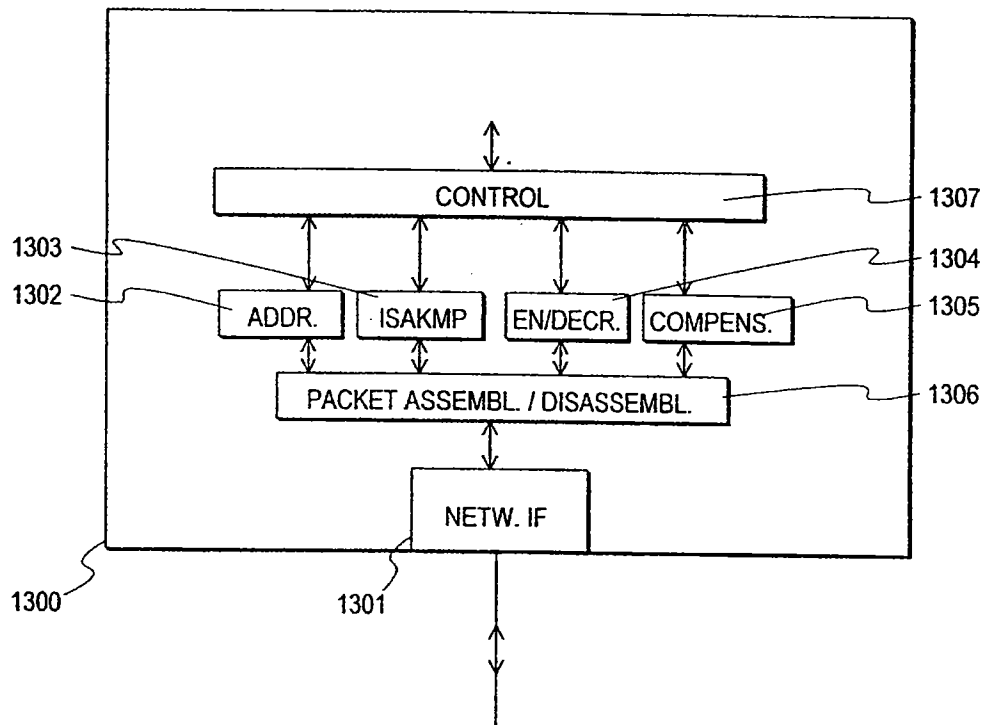 CONTROL
1307
1303
1304
1302
1305
ADDR.
ISAKMP
EN/DECR.
COMPENS.
PACKET ASSEMBL. / DISASSEMBL.
1306
NETW. IF
1300
1301